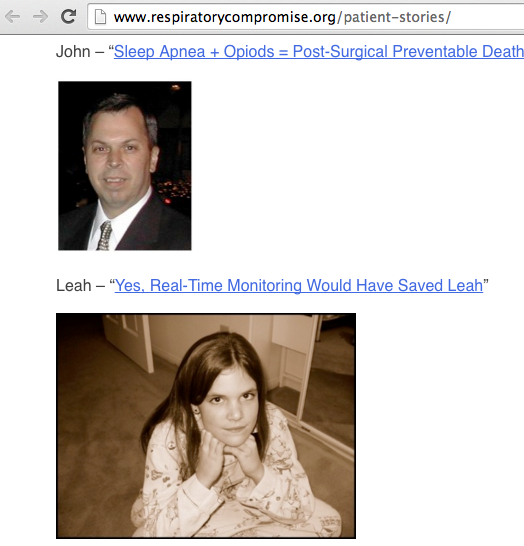 www.respiratorycompromise.org/patient-stories/
John – “Sleep Apnea + Opiods = Post-Surgical Preventable Death
Leah – “Yes, Real-Time Monitoring Would Have Saved Leah”